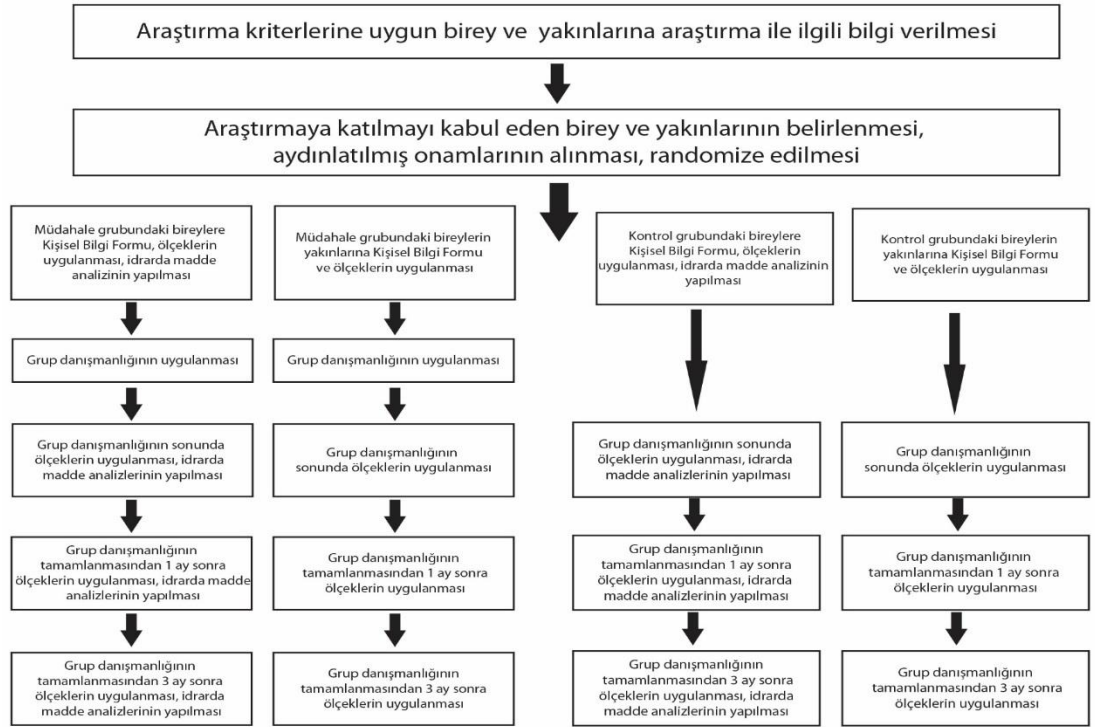 Araştırma kriterlerine uygun birey ve yakınlarına araştırma ile ilgili bilgi verilmesi
Araştırmaya katılmayı kabul eden birey ve yakınlarının belirlenmesi,
aydınlatılmış onamlarının alınması, randomize edilmesi
Müdahale grubundaki bireylere
Kişisel Bilgi Formu, ölçeklerin
uygulanması, idrarda madde
analizinin yapılması
Grup danışmanlığının uygulanması
Grup danışmanlığının sonunda
ölçeklerin uygulanması, idrarda
madde analizlerinin yapılması
Grup danışmanlığının
tamamlanmasından 1 ay sonra
ölçeklerin uygulanması, idrarda madde
analizlerinin yapılması
Grup danışmanlığının
tamamlanmasından 3 ay sonra
ölçeklerin uygulanması, idrarda
madde analizlerinin yapılması
Müdahale grubundaki bireylerin
yakınlarına Kişisel Bilgi Formu
ve ölçeklerin uygulanması
Grup danışmanlığının uygulanması
Grup danışmanlığının
sonunda ölçeklerin uygulanması
Grup danışmanlığının
tamamlanmasından 1 ay sonra
ölçeklerin uygulanması
Grup danışmanlığının
tamamlanmasından 3 ay sonra
ölçeklerin uygulanması
Kontrol grubundaki bireylere
Kişisel Bilgi Formu, ölçeklerin
uygulanması, idrarda madde analizinin
yapılması
Grup danışmanlığının sonunda
ölçeklerin uygulanması, idrarda
madde analizlerinin yapılması
Grup danışmanlığının
tamamlanmasından 1 ay sonra
ölçeklerin uygulanması, idrarda
madde analizlerinin yapılması
Grup danışmanlığının
tamamlanmasından 3 ay sonra
ölçeklerin uygulanması, idrarda
madde analizlerinin yapılması
Kontrol grubundaki bireylerin
yakınlarına Kişisel Bilgi Formu
ve ölçeklerin uygulanması
Grup danışmanlığının
sonunda ölçeklerin uygulanması
Grup danışmanlığının
tamamlanmasından 1 ay sonra
ölçeklerin uygulanması
Grup danışmanlığının
tamamlanmasından 3 ay sonra
ölçeklerin uygulanması